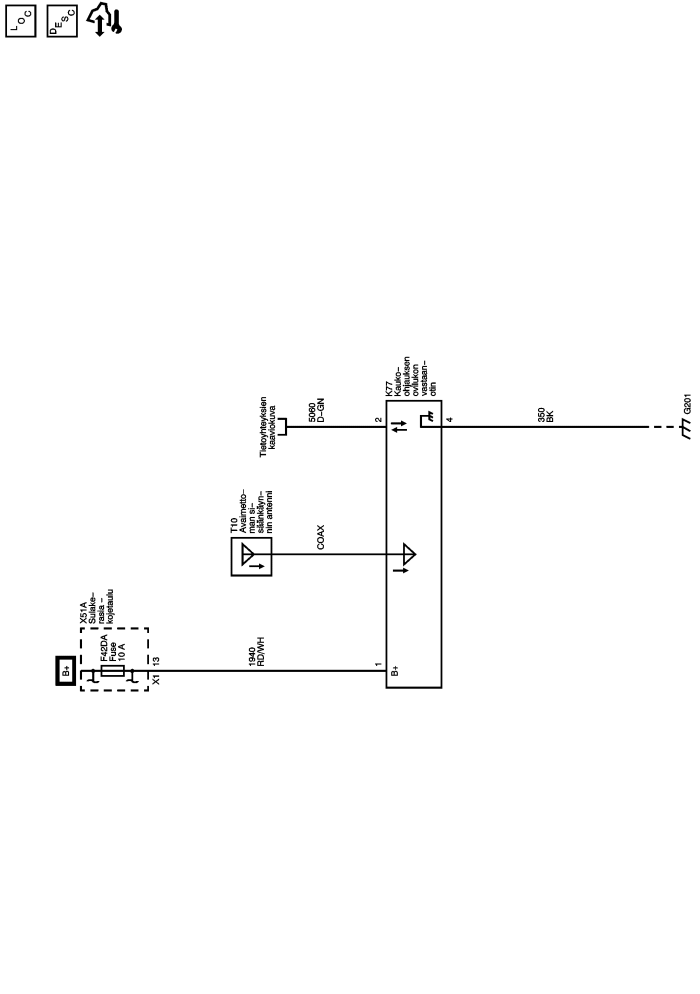 LOC
DESC
B+
X51A
Sulake–
rasia –
kojetaulu
F42DA
Fuse
10 A
X1
13
1940
RD/WH
1
B+
T10
Avaimetto–
man si–
säänkäyn–
nin antenni
COAX
Tietoyhteyksien
kaaviokuva
5060
D–GN
2
K77
Kauko–
ohjauksen
ovilukon
vastaan–
otin
4
350
BK
G201